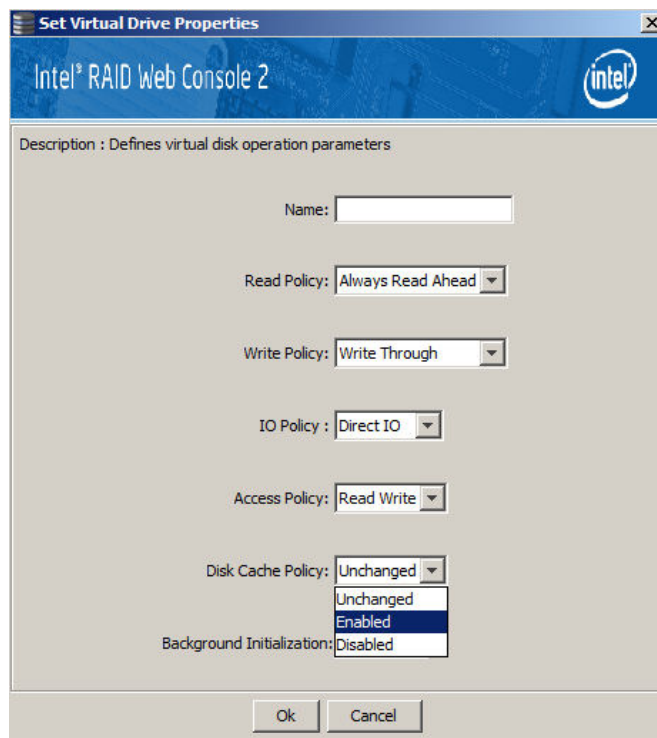 Set Virtual Drive Properties
Intel® RAID Web Console 2
intel
Description : Defines virtual disk operation parameters
Name:
Read Policy: Always Read Ahead
Write Policy: Write Through
IO Policy : Direct IO
Access Policy: Read Write
Disk Cache Policy: Unchanged
Unchanged
Enabled
Background Initialization: Disabled
Ok Cancel